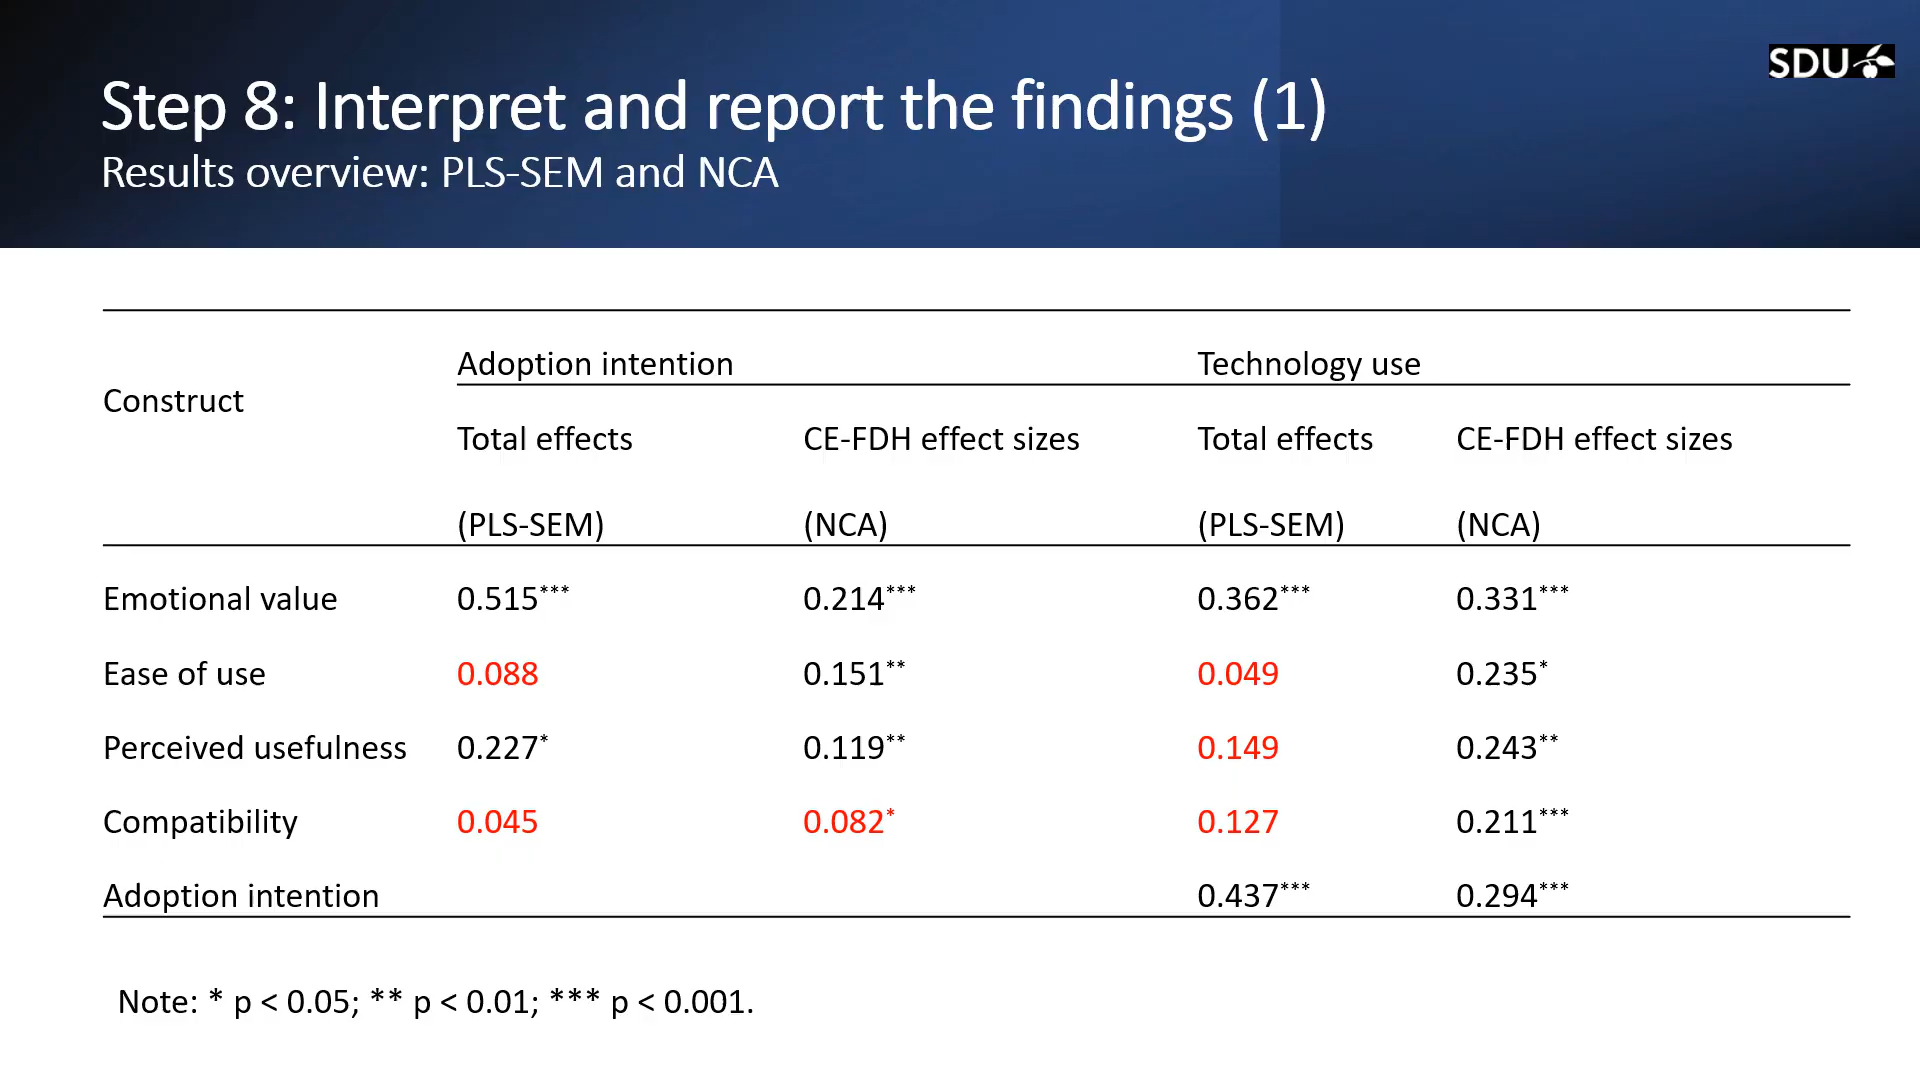 SDU
Step 8: Interpret and report the findings (1)
Results overview: PLS-SEM and NCA
Construct
Adoption intention
Technology use
Total effects
CE-FDH effect sizes
Total effects
CE-FDH effect sizes
(PLS-SEM)
(NCA)
(PLS-SEM)
(NCA)
Emotional value 0.515*** 0.214*** 0.362*** 0.331***
Ease of use 0.088 0.151** 0.049 0.235*
Perceived usefulness 0.227* 0.119** 0.149 0.243**
Compatibility 0.045 0.082* 0.127 0.211***
Adoption intention 0.437*** 0.294***
Note: * p < 0.05; ** p < 0.01; *** p < 0.001.